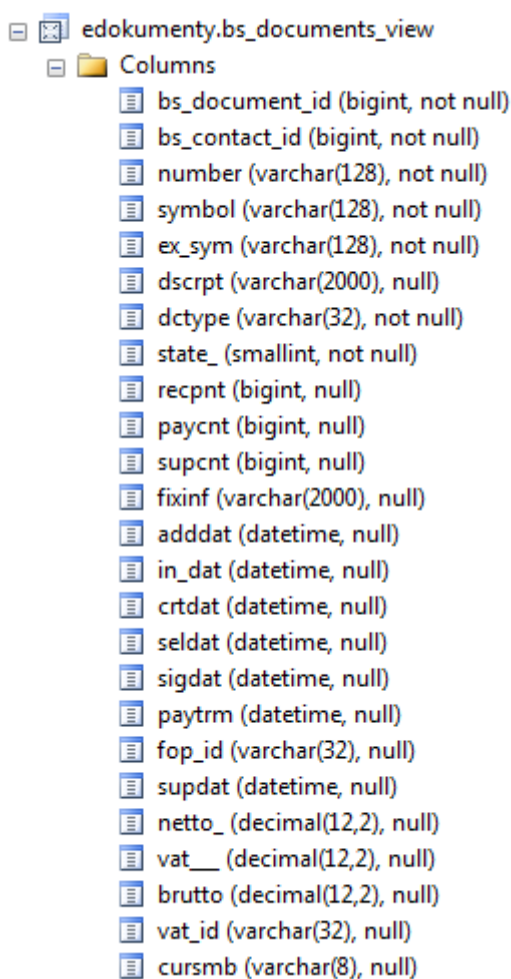 edokumenty.bs_documents_view
Columns
bs_document_id (bigint, not null)
bs_contact_id (bigint, not null)
number (varchar(128), not null)
symbol (varchar(128), not null)
ex_sym (varchar(128), not null)
dscrpt (varchar(2000), null)
dctype (varchar(32), not null)
state_ (smallint, not null)
recpnt (bigint, null)
paycnt (bigint, null)
supcnt (bigint, null)
fixinf (varchar(2000), null)
adddat (datetime, null)
in_dat (datetime, null)
crtdat (datetime, null)
seldat (datetime, null)
sigdat (datetime, null)
paytrm (datetime, null)
fop_id (varchar(32), null)
supdat (datetime, null)
netto_ (decimal(12,2), null)
vat___ (decimal(12,2), null)
brutto (decimal(12,2), null)
vat_id (varchar(32), null)
cursmb (varchar(8), null)